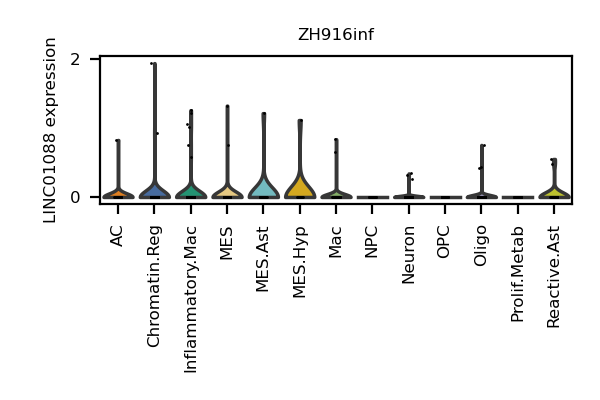 ZH916inf
LINC01088 expression
2
0
AC
Chromatin.Reg
Inflammatory.Mac
MES
MES.Ast
MES.Hyp
Mac
NPC
Neuron
OPC
Oligo
Prolif.Metab
Reactive.Ast